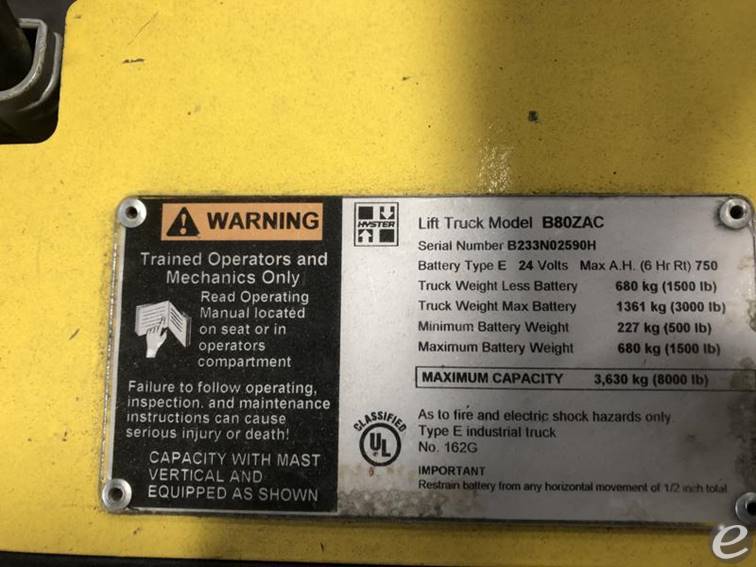 WARNING
Trained Operators and
Mechanics Only
Read Operating
Manual located
on seat or in
operators
compartment
Failure to follow operating,
inspection. and maintenance
instructions can cause
serious injury or death!
CAPACITY WITH MAST
VERTICAL AND
EQUIPPED AS SHOWN
HYSTER
Lift Truck Model B80ZAC
Serial Number B233N02590H
Battery Type E 24 Volts Max A.H. (6 Hr Rt) 750
Truck Weight Less Battery 680 kg (1500 lb)
Truck Weight Max Battery 1361 kg (3000 lb)
Minimum Battery Weight 227 kg (500 lb)
Maximum Battery Weight 680 kg (1500 lb)
MAXIMUM CAPACITY 3,630 kg (8000 lb)
CLASSIFIED
UL
As to fire and electric shock hazards only
Type E industrial truck
No. 162G
IMPORTANT
Restrain battery from any horizontal movement of 1/2 inch total
e